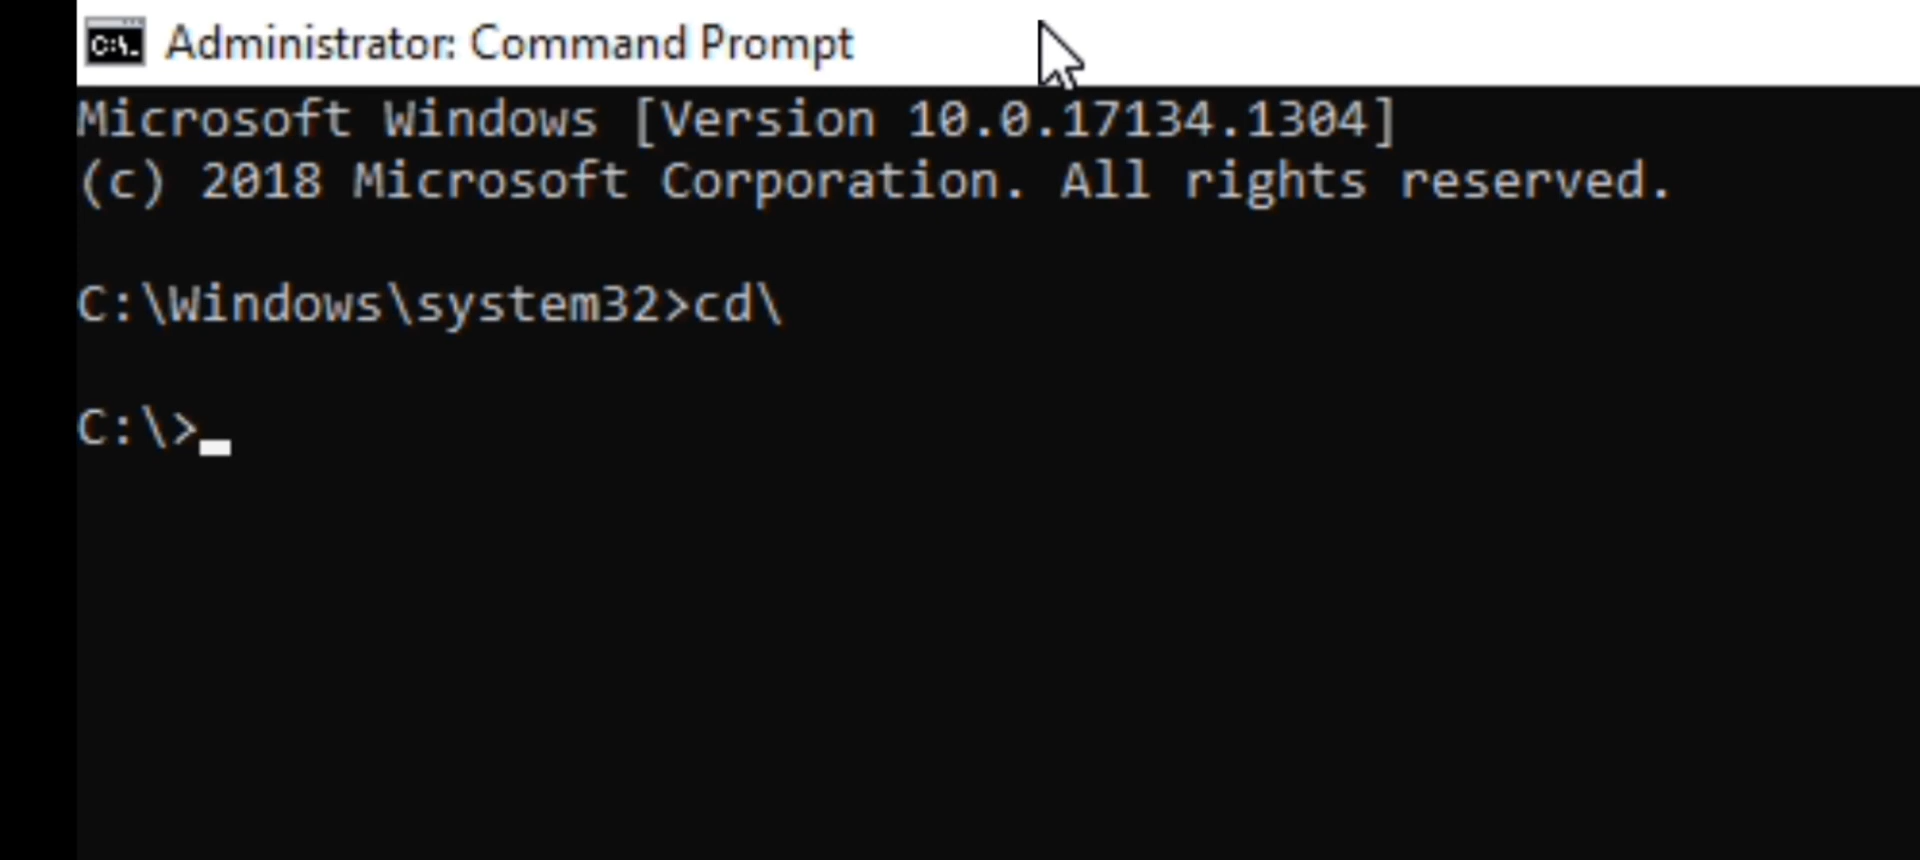 C:\.
Administrator: Command Prompt
Microsoft Windows [Version 10.0.17134.1304]
(c) 2018 Microsoft Corporation. All rights reserved.
C:\Windows\system32>cd\
C:\>